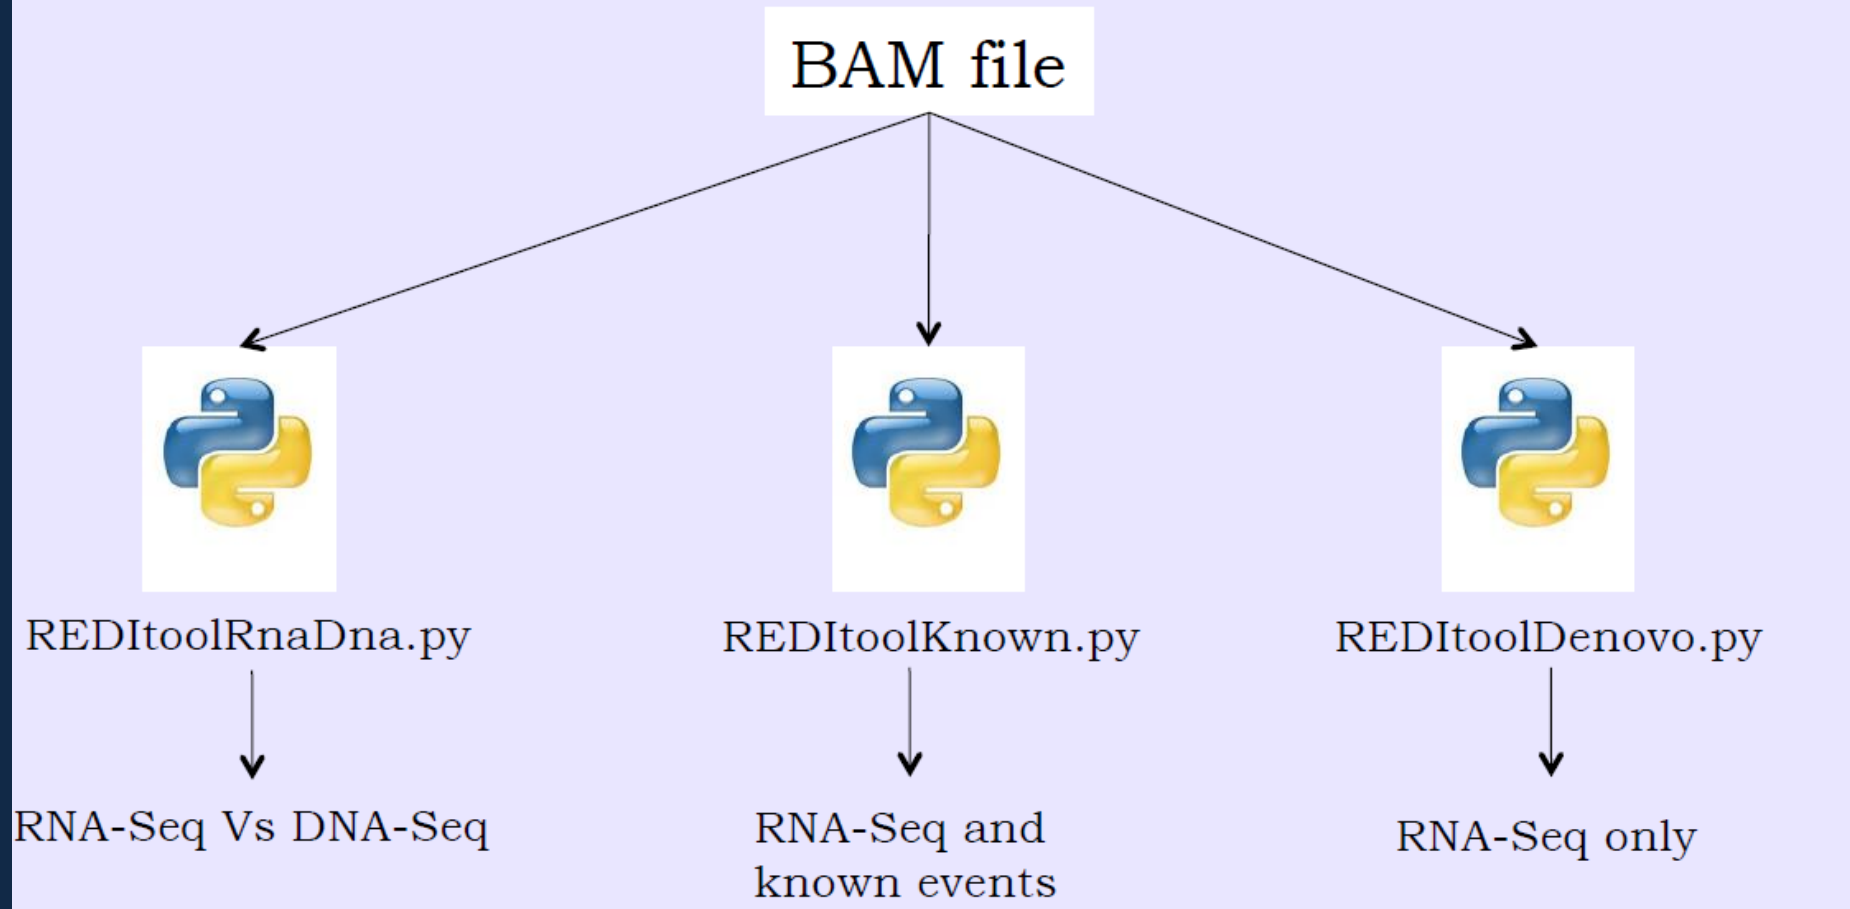 BAM file
REDItoolRnaDna.py
REDItoolKnown.py
REDItoolDenovo.py
RNA-Seq Vs DNA-Seq
RNA-Seq and
known events
RNA-Seq only